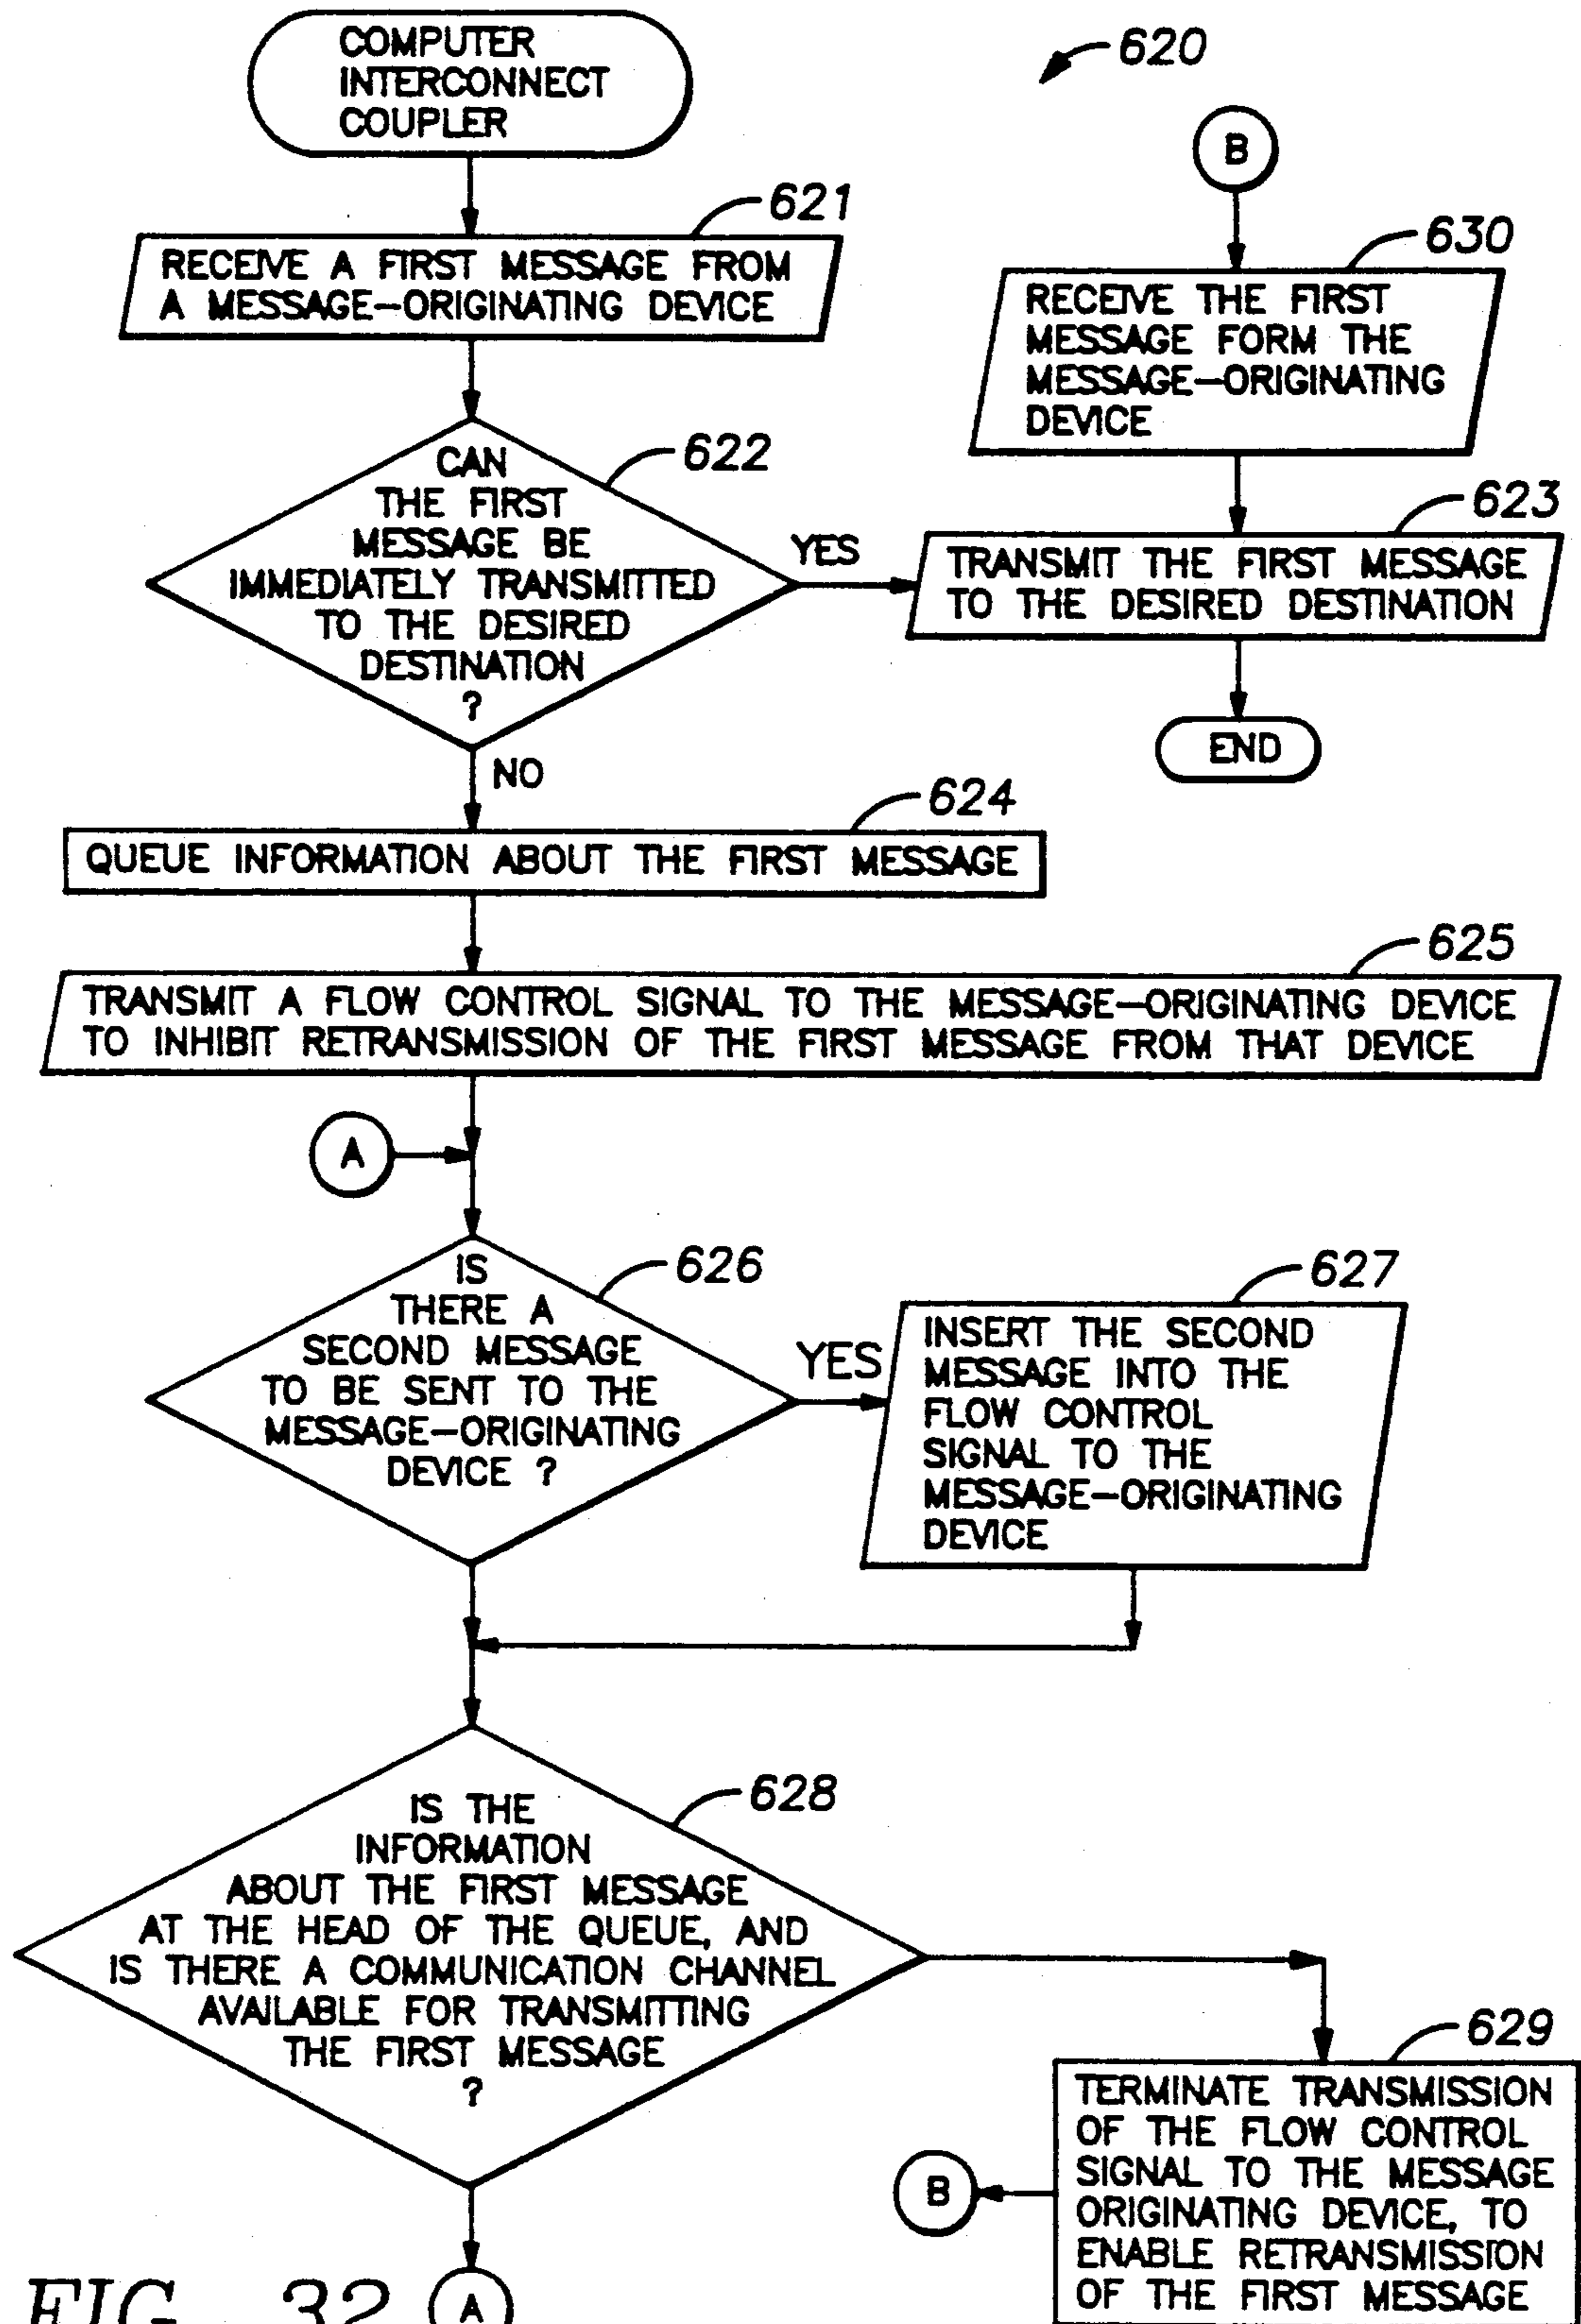 COMPUTER
INTERCONNECT
COUPLER
620
621
RECEIVE A FIRST MESSAGE FROM
A MESSAGE-ORIGINATING DEVICE
622
CAN
THE FIRST
MESSAGE BE
IMMEDIATELY TRANSMITTED
TO THE DESIRED
DESTINATION
?
YES
NO
B
630
RECEIVE THE FIRST
MESSAGE FORM THE
MESSAGE-ORIGINATING
DEVICE
623
TRANSMIT THE FIRST MESSAGE
TO THE DESIRED DESTINATION
END
624
QUEUE INFORMATION ABOUT THE FIRST MESSAGE
625
TRANSMIT A FLOW CONTROL SIGNAL TO THE MESSAGE-ORIGINATING DEVICE
TO INHIBIT RETRANSMISSION OF THE FIRST MESSAGE FROM THAT DEVICE
A
626
IS
THERE A
SECOND MESSAGE
TO BE SENT TO THE
MESSAGE-ORIGINATING
DEVICE ?
YES
627
INSERT THE SECOND
MESSAGE INTO THE
FLOW CONTROL
SIGNAL TO THE
MESSAGE-ORIGINATING
DEVICE
628
IS THE
INFORMATION
ABOUT THE FIRST MESSAGE
AT THE HEAD OF THE QUEUE, AND
IS THERE A COMMUNICATION CHANNEL
AVAILABLE FOR TRANSMITTING
THE FIRST MESSAGE
?
629
TERMINATE TRANSMISSION
OF THE FLOW CONTROL
SIGNAL TO THE MESSAGE
ORIGINATING DEVICE, TO
ENABLE RETRANSMISSION
OF THE FIRST MESSAGE
B
A
FIG. 32